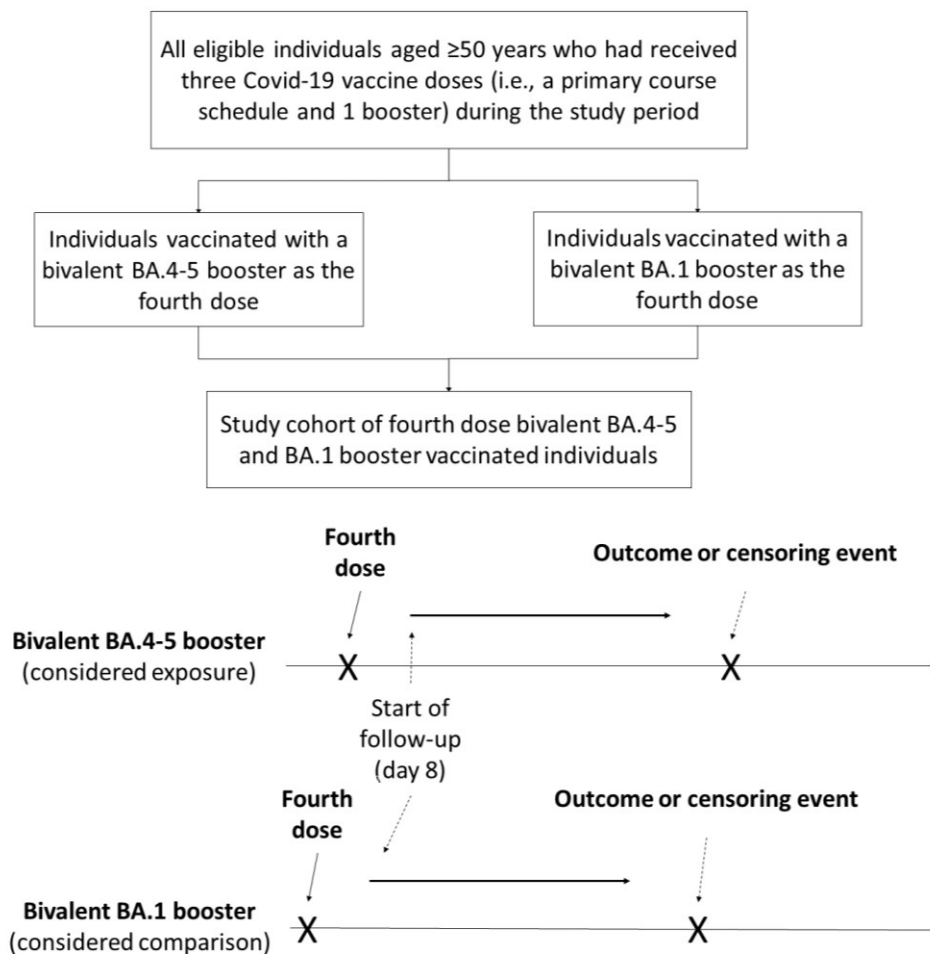 All eligible individuals aged ≥50 years who had received
three Covid-19 vaccine doses (i.e., a primary course
schedule and 1 booster) during the study period
Individuals vaccinated with a
bivalent BA.4-5 booster as the
fourth dose
Individuals vaccinated with a
bivalent BA.1 booster as the
fourth dose
Study cohort of fourth dose bivalent BA.4-5
and BA.1 booster vaccinated individuals
Fourth
dose
Outcome or censoring event
Bivalent BA.4-5 booster
(considered exposure)
X
X
Start of
follow-up
(day 8)
Fourth
dose
Outcome or censoring event
Bivalent BA.1 booster
(considered comparison)
X
X